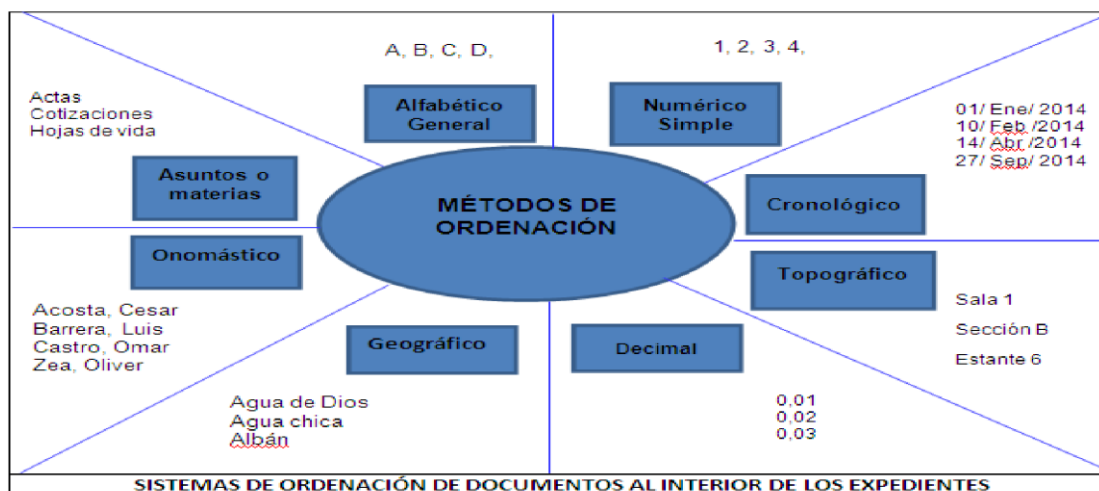 A, B, C, D,
Alfabético
General
1, 2, 3, 4,
Numérico
Simple
01/ Ene/ 2014
10/ Feb /2014
14/ Abr /2014
27/ Sep/ 2014
Cronológico
Actas
Cotizaciones
Hojas de vida
Asuntos o
materias
MÉTODOS DE
ORDENACIÓN
Onomástico
Acosta, Cesar
Barrera, Luis
Castro, Omar
Zea, Oliver
Topográfico
Sala 1
Sección B
Estante 6
Geográfico
Agua de Dios
Agua chica
Albán
Decimal
0,01
0,02
0,03
SISTEMAS DE ORDENACIÓN DE DOCUMENTOS AL INTERIOR DE LOS EXPEDIENTES